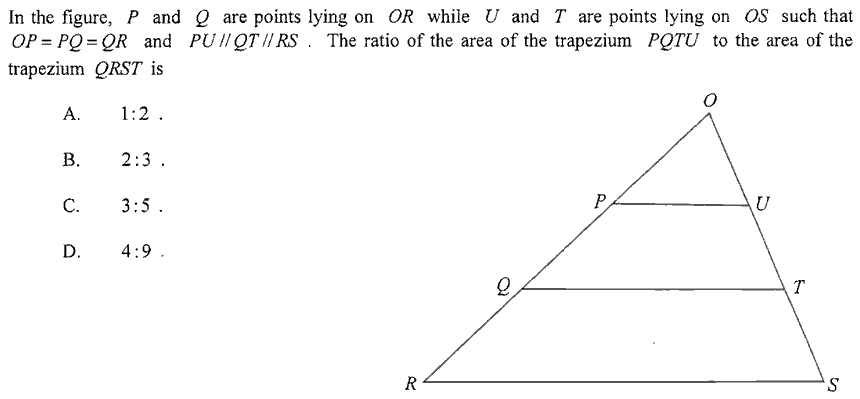 In the figure, P and Q are points lying on OR while U and T are points lying on OS such that
OP = PQ = QR and PU // QT // RS . The ratio of the area of the trapezium PQTU to the area of the
trapezium QRST is
A. 1 : 2 .
B. 2 : 3 .
C. 3 : 5 .
D. 4 : 9 .
O
P
U
Q
T
R
S